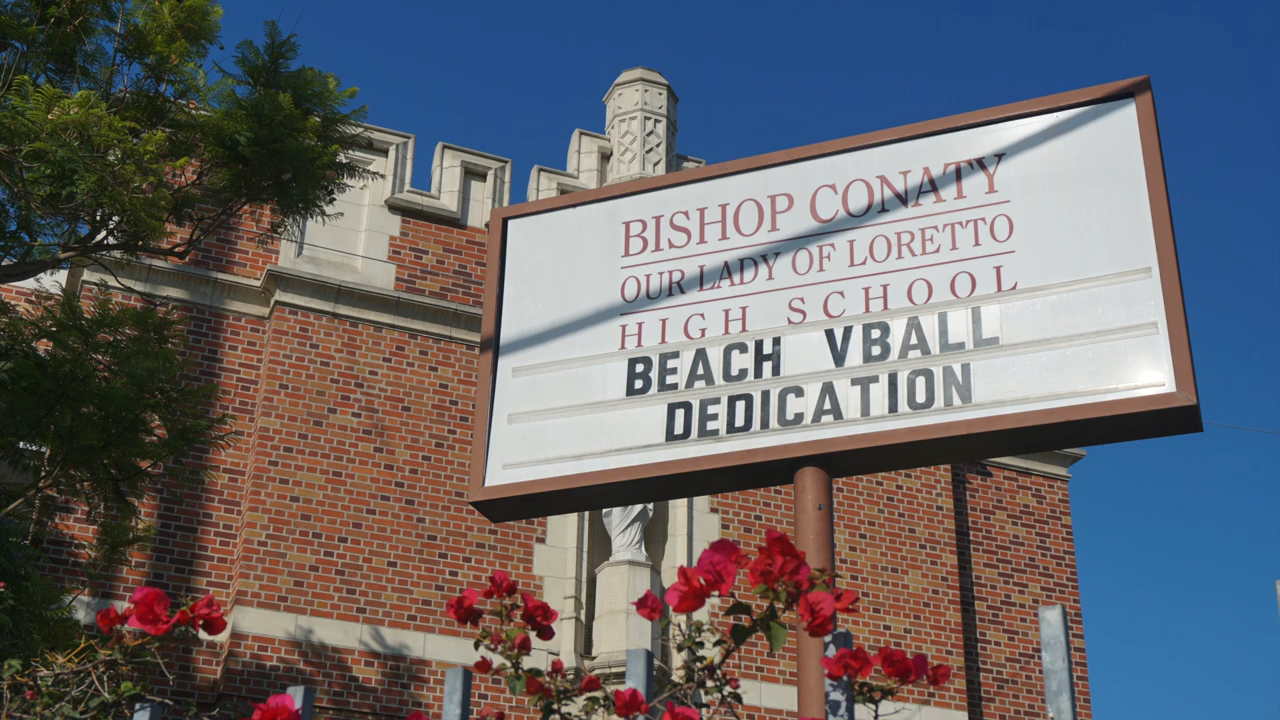 BISHOP CONATY
OUR LADY OF LORETTO
HIGH SCHOOL
BEACH VBALL
DEDICATION